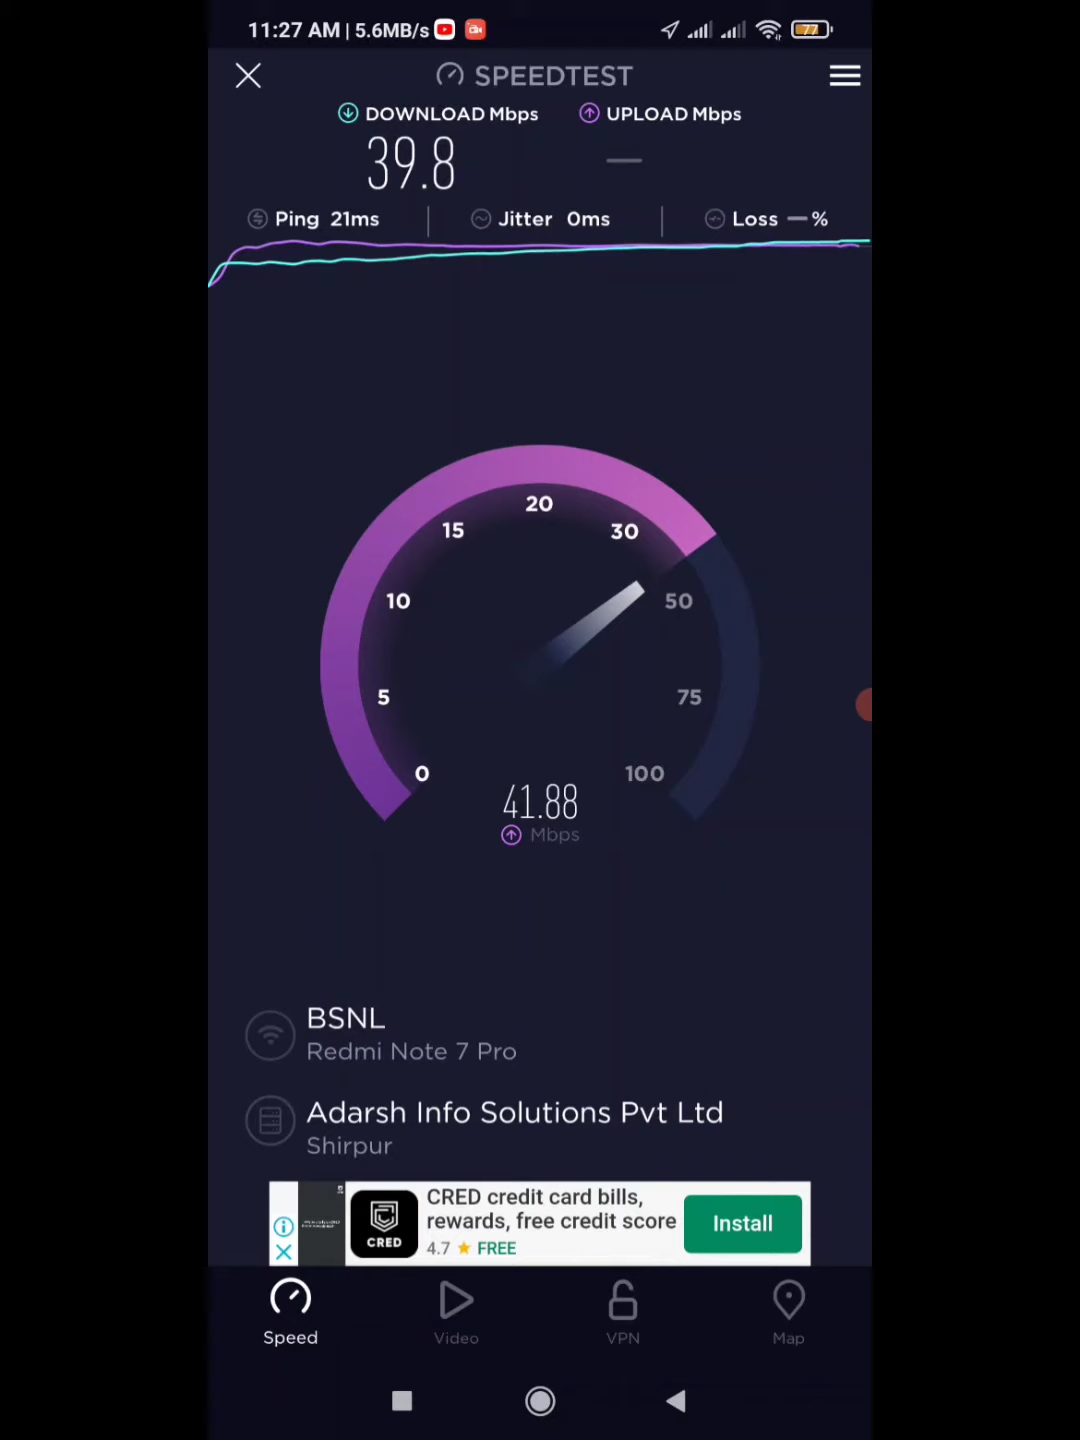 11:27 AM | 5.6MB/s
77
SPEEDTEST
DOWNLOAD Mbps
UPLOAD Mbps
39.8
—
Ping 21ms
Jitter 0ms
Loss — %
20
15
30
10
50
5
75
0
100
41.88
Mbps
BSNL
Redmi Note 7 Pro
Adarsh Info Solutions Pvt Ltd
Shirpur
CRED credit card bills,
rewards, free credit score
CRED
4.7 ★ FREE
Install
Speed
Video
VPN
Map